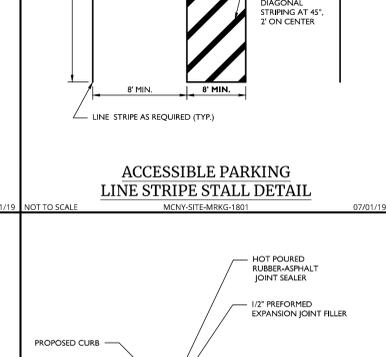 DIAGONAL
STRIPING AT 45°,
2' ON CENTER
8' MIN.
8' MIN.
LINE STRIPE AS REQUIRED (TYP.)
ACCESSIBLE PARKING
LINE STRIPE STALL DETAIL
1/19
NOT TO SCALE
MCNY-SITE-MRKG-1801
07/01/19
HOT POURED
RUBBER-ASPHALT
JOINT SEALER
1/2" PREFORMED
EXPANSION JOINT FILLER
PROPOSED CURB